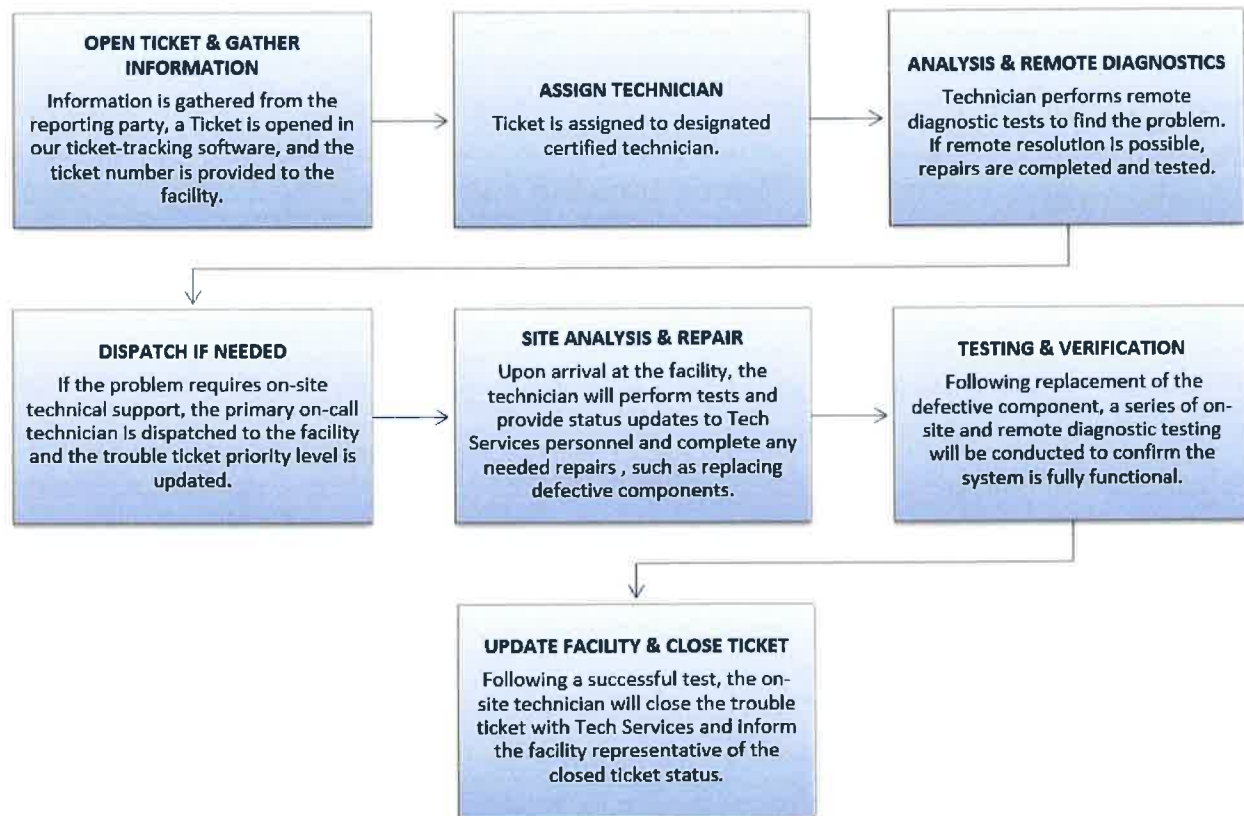 OPEN TICKET & GATHER
INFORMATION
Information is gathered from the
reporting party, a Ticket is opened in
our ticket-tracking software, and the
ticket number is provided to the
facility.
ASSIGN TECHNICIAN
Ticket is assigned to designated
certified technician.
ANALYSIS & REMOTE DIAGNOSTICS
Technician performs remote
diagnostic tests to find the problem.
If remote resolution is possible,
repairs are completed and tested.
DISPATCH IF NEEDED
If the problem requires on-site
technical support, the primary on-call
technician is dispatched to the facility
and the trouble ticket priority level is
updated.
SITE ANALYSIS & REPAIR
Upon arrival at the facility, the
technician will perform tests and
provide status updates to Tech
Services personnel and complete any
needed repairs , such as replacing
defective components.
TESTING & VERIFICATION
Following replacement of the
defective component, a series of on-
site and remote diagnostic testing
will be conducted to confirm the
system is fully functional.
UPDATE FACILITY & CLOSE TICKET
Following a successful test, the on-
site technician will close the trouble
ticket with Tech Services and inform
the facility representative of the
closed ticket status.